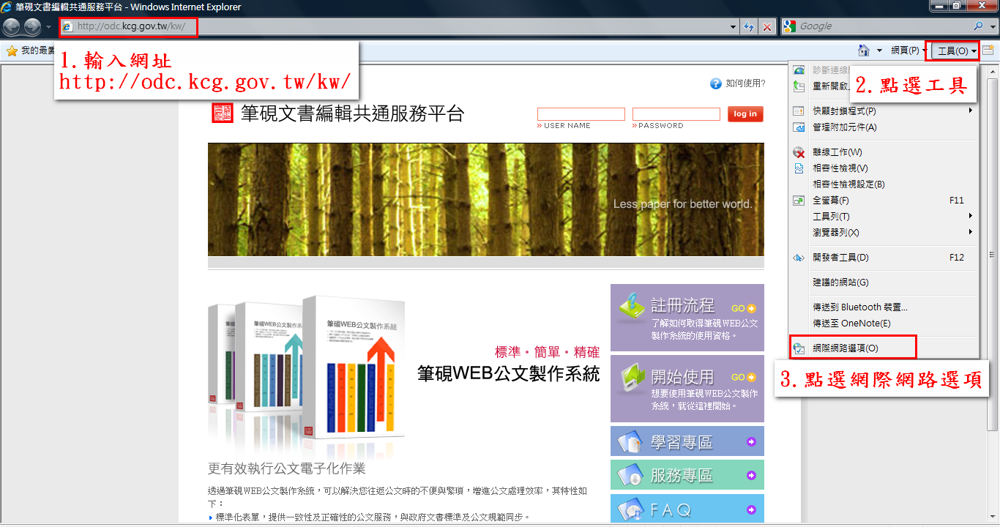 筆硯文書編輯共通服務平台 - Windows Internet Explorer
http://odc.kcg.gov.tw/kw/
Google
我的最愛
網頁(P)
工具(O)
1.輸入網址
http://odc.kcg.gov.tw/kw/
2.點選工具
診斷連線
重新開啟
快顯封鎖程式(P)
管理附加元件(A)
離線工作(W)
相容性檢視(V)
相容性檢視設定(B)
全螢幕(F) F11
工具列(T)
瀏覽器列(X)
開發者工具(D) F12
建議的網站(G)
傳送到 Bluetooth 裝置...
傳送至 OneNote(E)
網際網路選項(O)
3.點選網際網路選項
如何使用?
筆硯文書編輯共通服務平台
log in
» USER NAME
» PASSWORD
Less paper for better world.
筆硯WEB公文製作系統
標準・簡單・精確
筆硯WEB公文製作系統
註冊流程 GO
了解如何取得筆硯WEB公文
製作系統的使用資格。
開始使用 GO
想要使用筆硯WEB公文製作
系統，就從這裡開始。
學習專區
服務專區
FAQ
更有效執行公文電子化作業
透過筆硯WEB公文製作系統，可以解決您往返公文時的不便與繁瑣，增進公文處理效率，其特性如
下：
標準化表單，提供一致性及正確性的公文服務，與政府文書標準及公文規範同步。